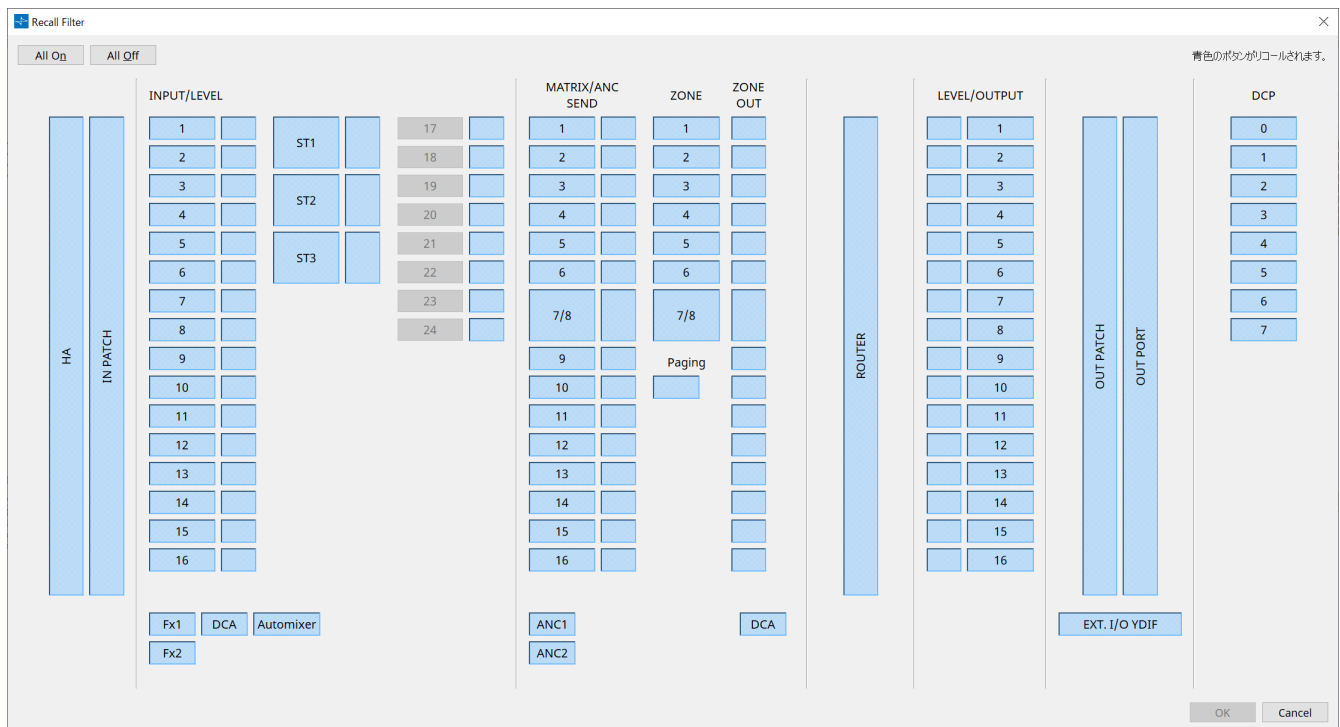 Recall Filter
All On All Off
青色のボタンがリコールされます。
INPUT/LEVEL
MATRIX/ANC
SEND
ZONE
ZONE
OUT
LEVEL/OUTPUT
DCP
HA
IN PATCH
1
2
3
4
5
6
7
8
9
10
11
12
13
14
15
16
ST1
ST2
ST3
17
18
19
20
21
22
23
24
Fx1 DCA Automixer
Fx2
1
2
3
4
5
6
7/8
9
10
11
12
13
14
15
16
ANC1
ANC2
1
2
3
4
5
6
7/8
Paging
DCA
ROUTER
1
2
3
4
5
6
7
8
9
10
11
12
13
14
15
16
OUT PATCH
OUT PORT
EXT. I/O YDIF
0
1
2
3
4
5
6
7
OK Cancel